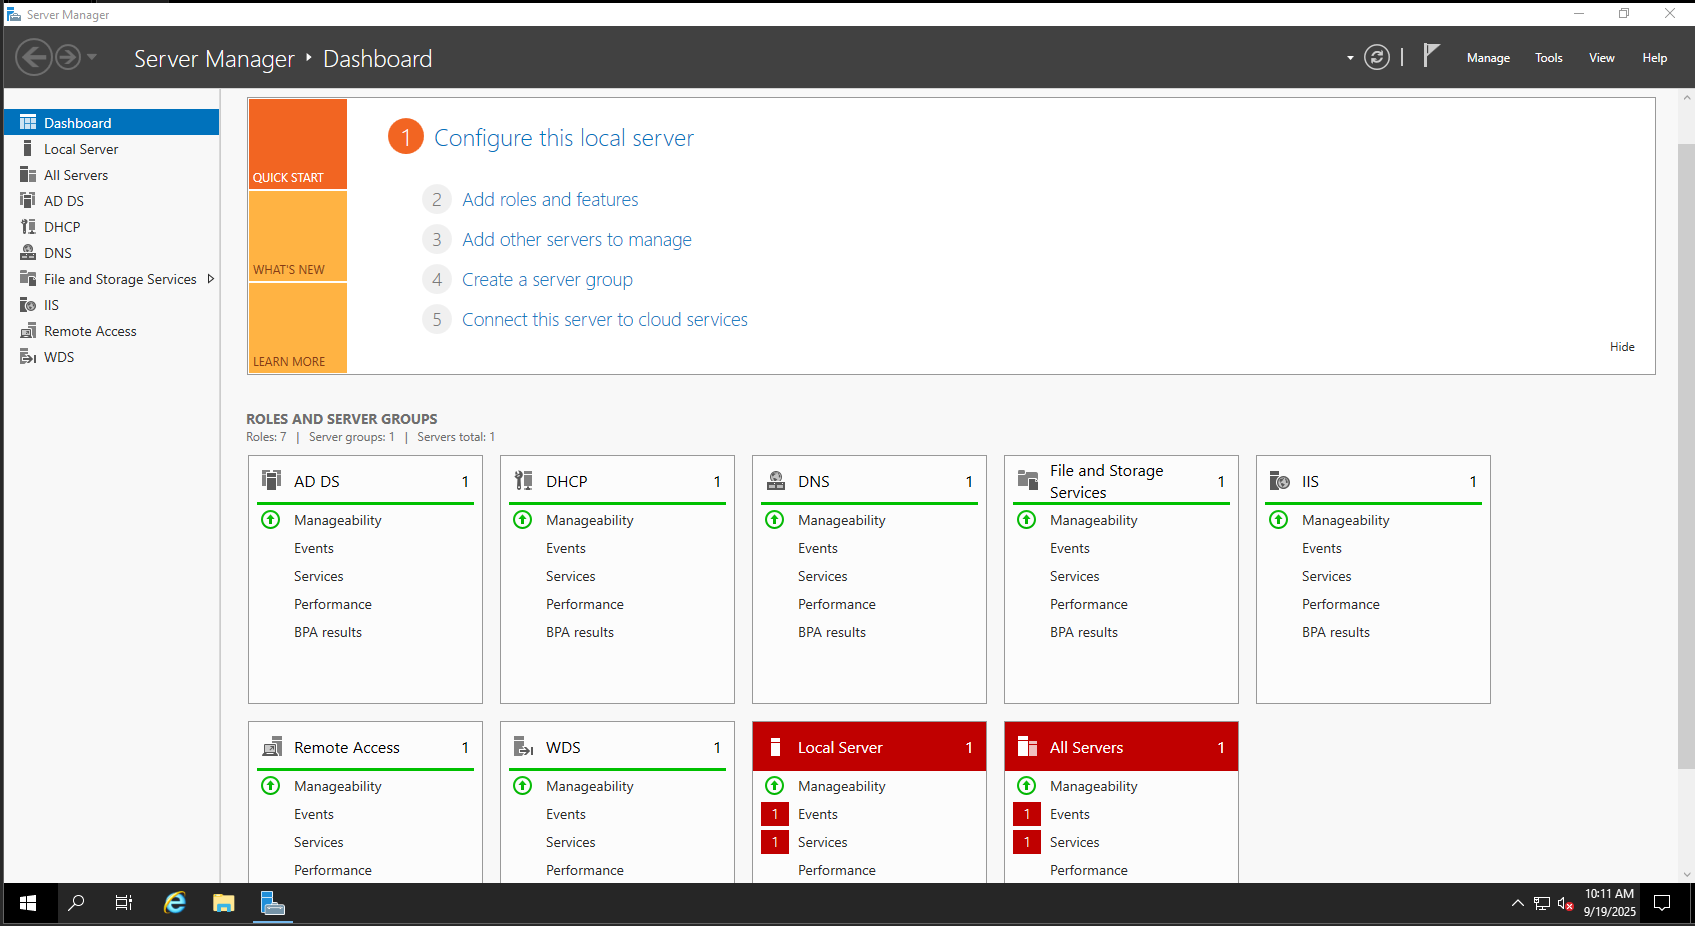 Server Manager
Server Manager ‣ Dashboard
Manage Tools View Help
Dashboard
Local Server
All Servers
AD DS
DHCP
DNS
File and Storage Services
IIS
Remote Access
WDS
QUICK START
WHAT'S NEW
LEARN MORE
1 Configure this local server
2 Add roles and features
3 Add other servers to manage
4 Create a server group
5 Connect this server to cloud services
Hide
ROLES AND SERVER GROUPS
Roles: 7 | Server groups: 1 | Servers total: 1
AD DS 1
Manageability
Events
Services
Performance
BPA results
DHCP 1
Manageability
Events
Services
Performance
BPA results
DNS 1
Manageability
Events
Services
Performance
BPA results
File and Storage
Services 1
Manageability
Events
Services
Performance
BPA results
IIS 1
Manageability
Events
Services
Performance
BPA results
Remote Access 1
Manageability
Events
Services
Performance
WDS 1
Manageability
Events
Services
Performance
Local Server 1
Manageability
1 Events
1 Services
Performance
All Servers 1
Manageability
1 Events
1 Services
Performance
10:11 AM
9/19/2025